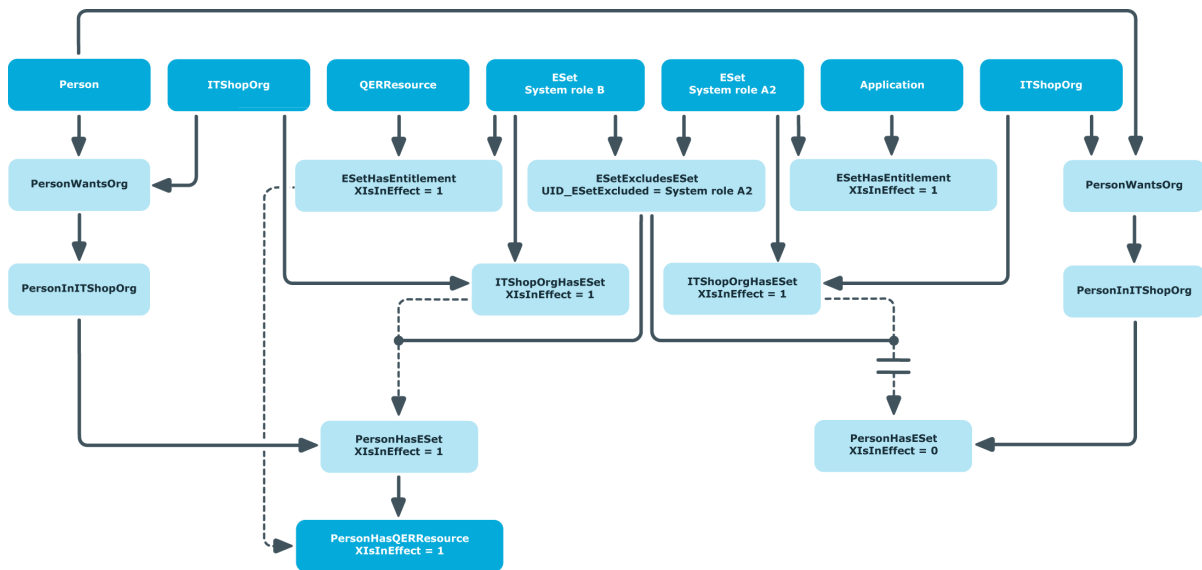 Person
ITShopOrg
QERResource
ESet
System role B
ESet
System role A2
Application
ITShopOrg
PersonWantsOrg
ESetHasEntitlement
XIsInEffect = 1
ESetExcludesESet
UID_ESetExcluded = System role A2
ESetHasEntitlement
XIsInEffect = 1
PersonWantsOrg
PersonInITShopOrg
ITShopOrgHasESet
XIsInEffect = 1
ITShopOrgHasESet
XIsInEffect = 1
PersonInITShopOrg
PersonHasESet
XIsInEffect = 1
PersonHasESet
XIsInEffect = 0
PersonHasQERResource
XIsInEffect = 1